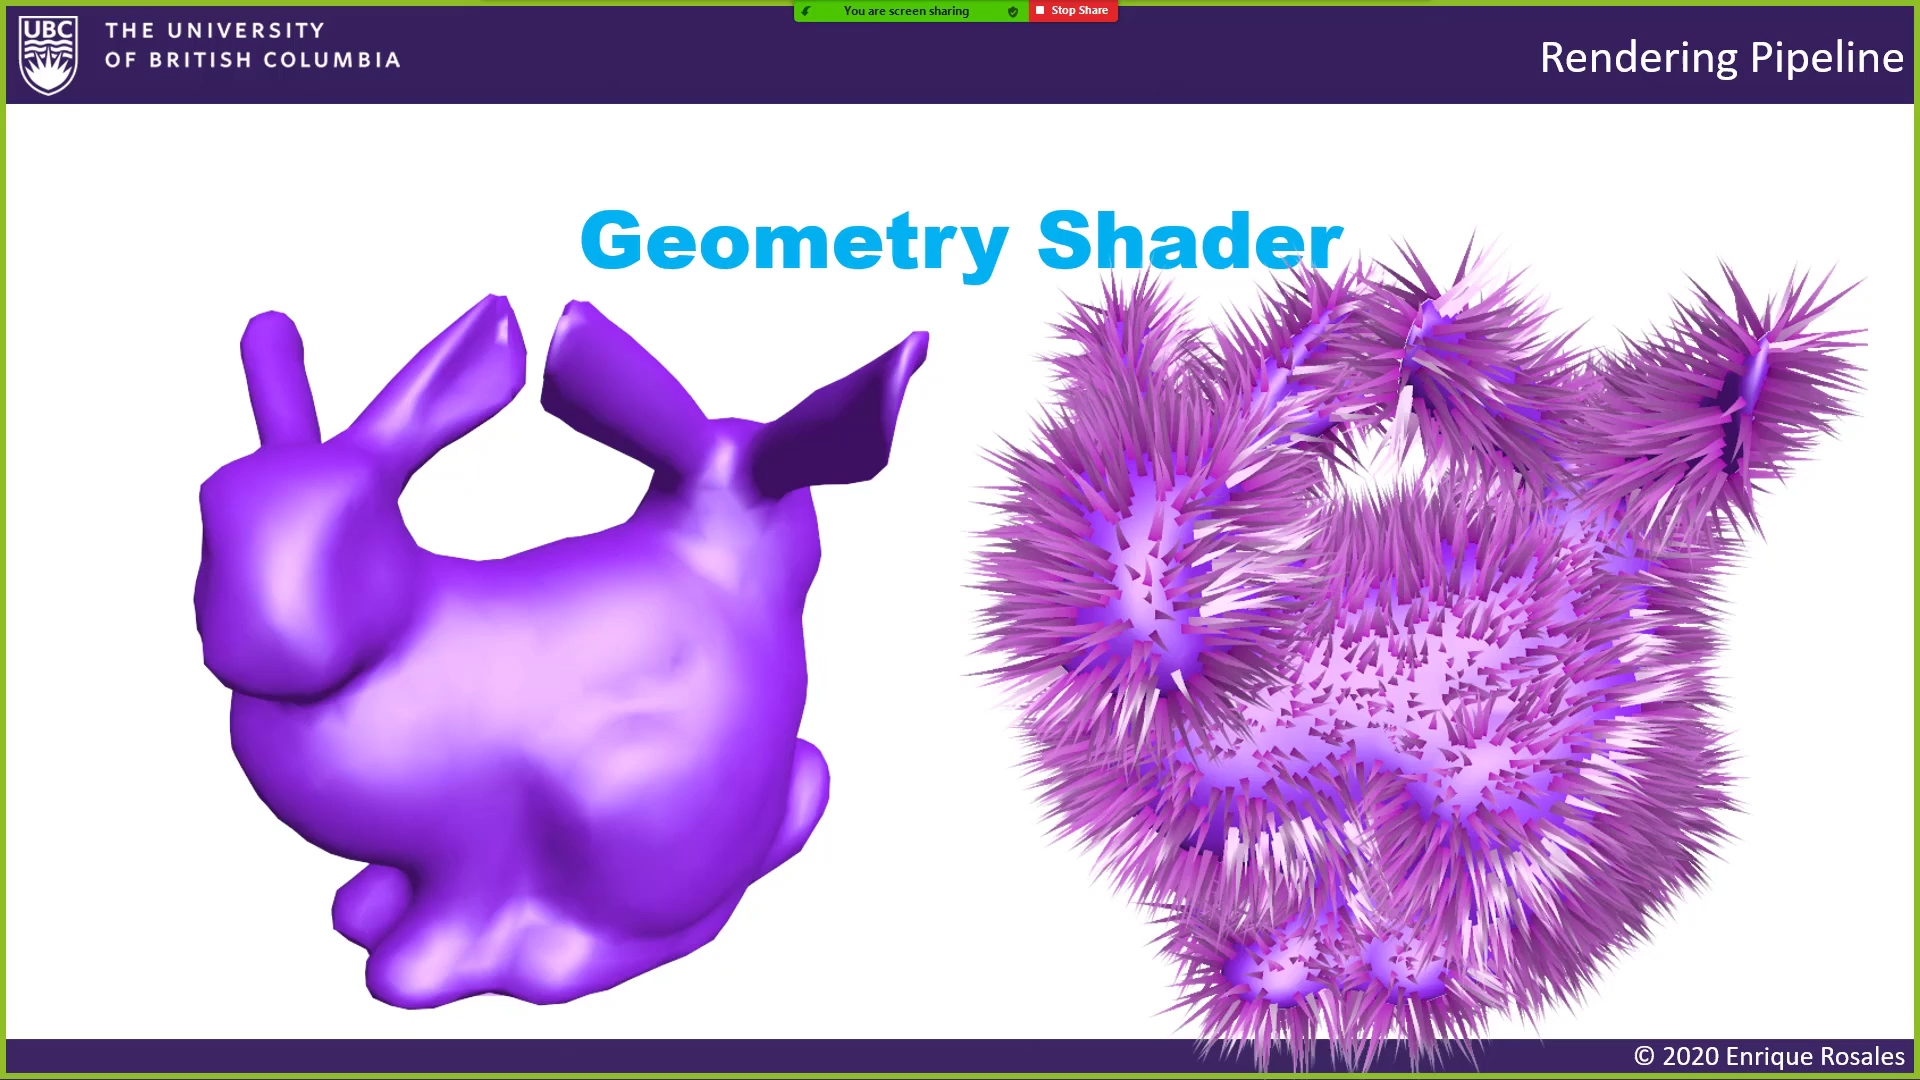 You are screen sharing
Stop Share
UBC
THE UNIVERSITY
OF BRITISH COLUMBIA
Rendering Pipeline
Geometry Shader
© 2020 Enrique Rosales